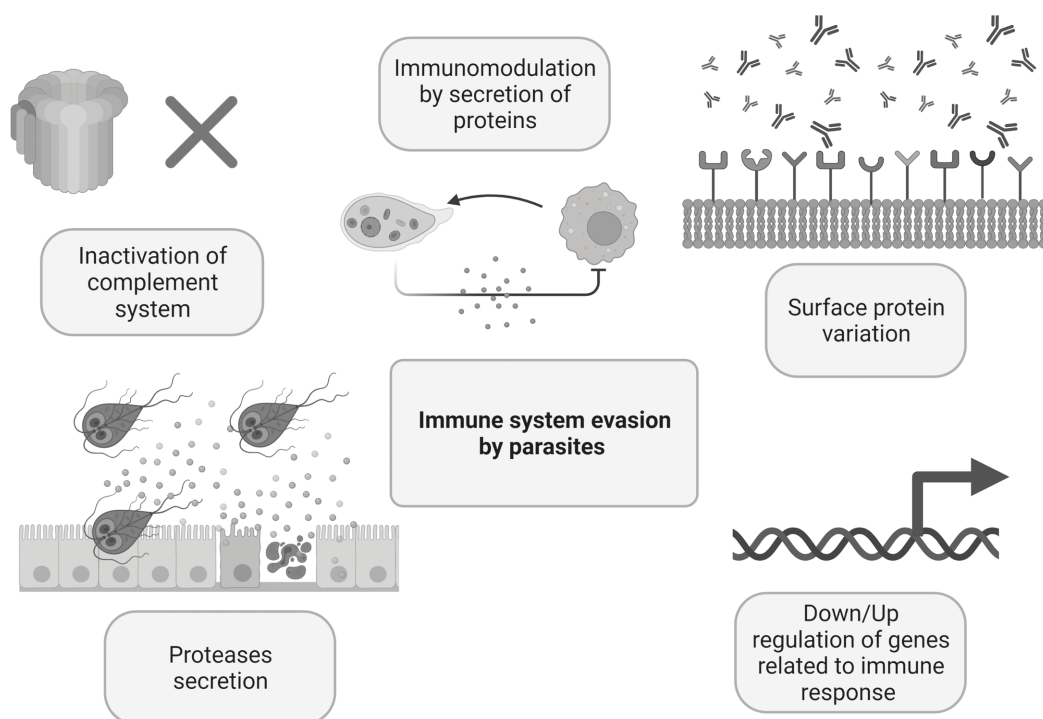 Immunomodulation
by secretion of
proteins
Inactivation of
complement
system
Surface protein
variation
Immune system evasion
by parasites
Proteases
secretion
Down/Up
regulation of genes
related to immune
response